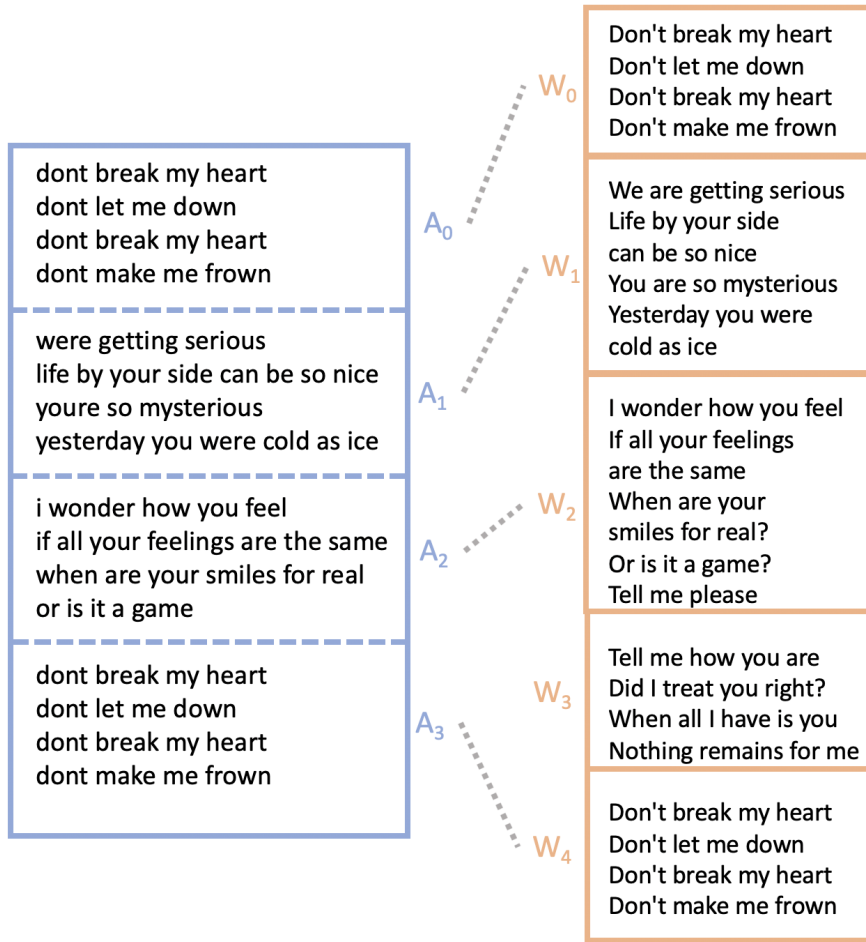 dont break my heart
dont let me down
dont break my heart
dont make me frown
A0
were getting serious
life by your side can be so nice
youre so mysterious
yesterday you were cold as ice
A1
i wonder how you feel
if all your feelings are the same
when are your smiles for real
or is it a game
A2
dont break my heart
dont let me down
dont break my heart
dont make me frown
A3
W0
Don't break my heart
Don't let me down
Don't break my heart
Don't make me frown
W1
We are getting serious
Life by your side
can be so nice
You are so mysterious
Yesterday you were
cold as ice
W2
I wonder how you feel
If all your feelings
are the same
When are your
smiles for real?
Or is it a game?
Tell me please
W3
Tell me how you are
Did I treat you right?
When all I have is you
Nothing remains for me
W4
Don't break my heart
Don't let me down
Don't break my heart
Don't make me frown